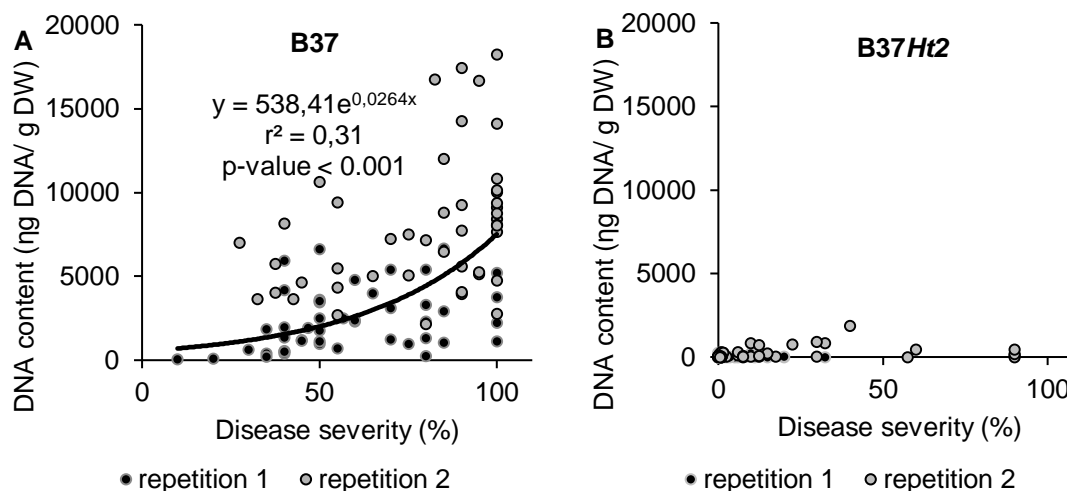 A
B37
y = 538,41e^0,0264x
r² = 0,31
p-value < 0.001
DNA content (ηg DNA/ g DW)
20000
15000
10000
5000
0
0
50
100
Disease severity (%)
repetition 1
repetition 2
B
B37Ht2
DNA content (ηg DNA/ g DW)
20000
15000
10000
5000
0
0
50
100
Disease severity (%)
repetition 1
repetition 2